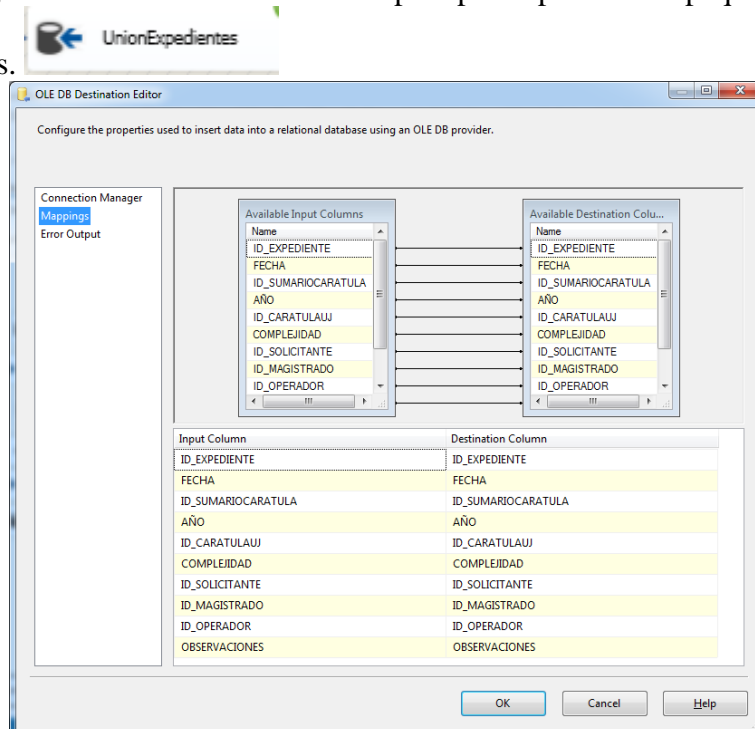 s.
UnionExpedientes
OLE DB Destination Editor
Configure the properties used to insert data into a relational database using an OLE DB provider.
Connection Manager
Mappings
Error Output
Available Input Columns
Name
ID_EXPEDIENTE
FECHA
ID_SUMARIOCARATULA
AÑO
ID_CARATULAUJ
COMPLEJIDAD
ID_SOLICITANTE
ID_MAGISTRADO
ID_OPERADOR
Available Destination Colu...
Name
ID_EXPEDIENTE
FECHA
ID_SUMARIOCARATULA
AÑO
ID_CARATULAUJ
COMPLEJIDAD
ID_SOLICITANTE
ID_MAGISTRADO
ID_OPERADOR
Input Column Destination Column
ID_EXPEDIENTE ID_EXPEDIENTE
FECHA FECHA
ID_SUMARIOCARATULA ID_SUMARIOCARATULA
AÑO AÑO
ID_CARATULAUJ ID_CARATULAUJ
COMPLEJIDAD COMPLEJIDAD
ID_SOLICITANTE ID_SOLICITANTE
ID_MAGISTRADO ID_MAGISTRADO
ID_OPERADOR ID_OPERADOR
OBSERVACIONES OBSERVACIONES
OK Cancel Help